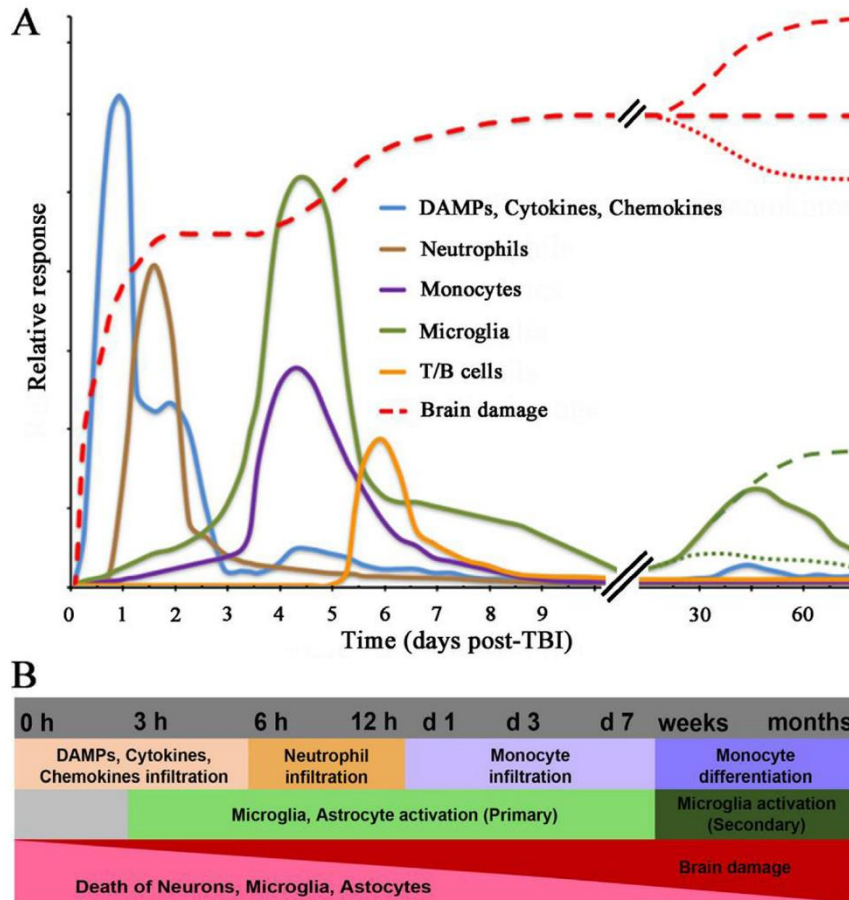 A
Relative response
DAMPs, Cytokines, Chemokines
Neutrophils
Monocytes
Microglia
T/B cells
Brain damage
0 1 2 3 4 5 6 7 8 9 30 60
Time (days post-TBI)
B
0 h 3 h 6 h 12 h d 1 d 3 d 7 weeks months
DAMPs, Cytokines,
Chemokines infiltration
Neutrophil
infiltration
Monocyte
infiltration
Monocyte
differentiation
Microglia, Astrocyte activation (Primary)
Microglia activation
(Secondary)
Brain damage
Death of Neurons, Microglia, Astocytes